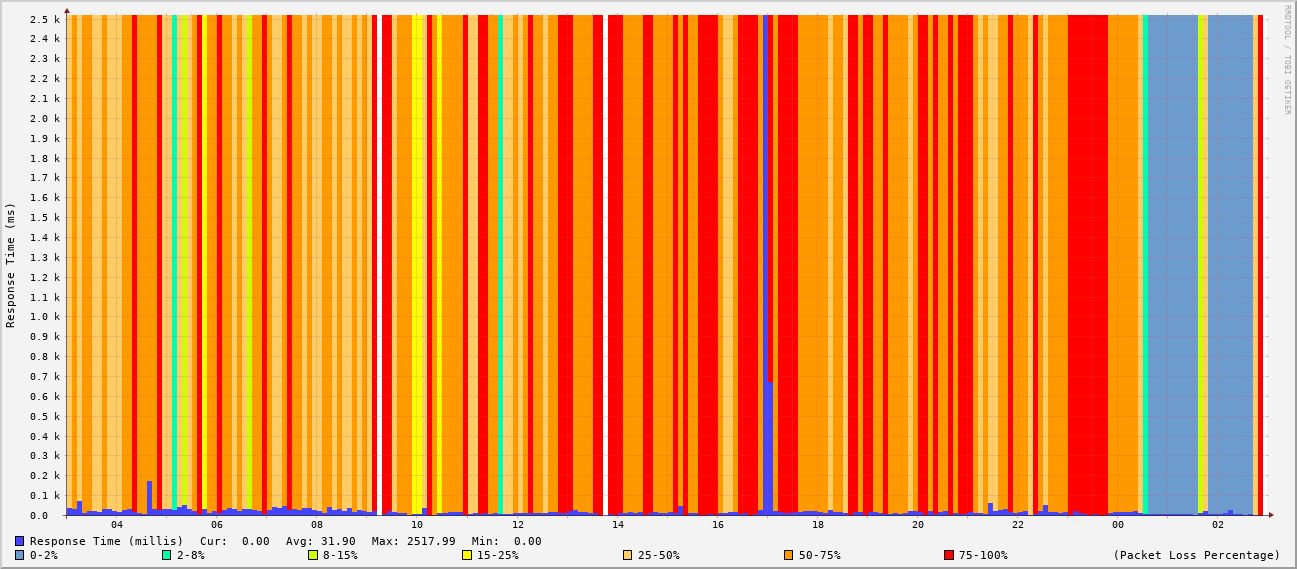 RRDTOOL / TOBI OETIKER
Response Time (ms)
2.5 k
2.4 k
2.3 k
2.2 k
2.1 k
2.0 k
1.9 k
1.8 k
1.7 k
1.6 k
1.5 k
1.4 k
1.3 k
1.2 k
1.1 k
1.0 k
0.9 k
0.8 k
0.7 k
0.6 k
0.5 k
0.4 k
0.3 k
0.2 k
0.1 k
0.0
04 06 08 10 12 14 16 18 20 22 00 02
Response Time (millis) Cur: 0.00 Avg: 31.90 Max: 2517.99 Min: 0.00
0-2% 2-8% 8-15% 15-25% 25-50% 50-75% 75-100% (Packet Loss Percentage)